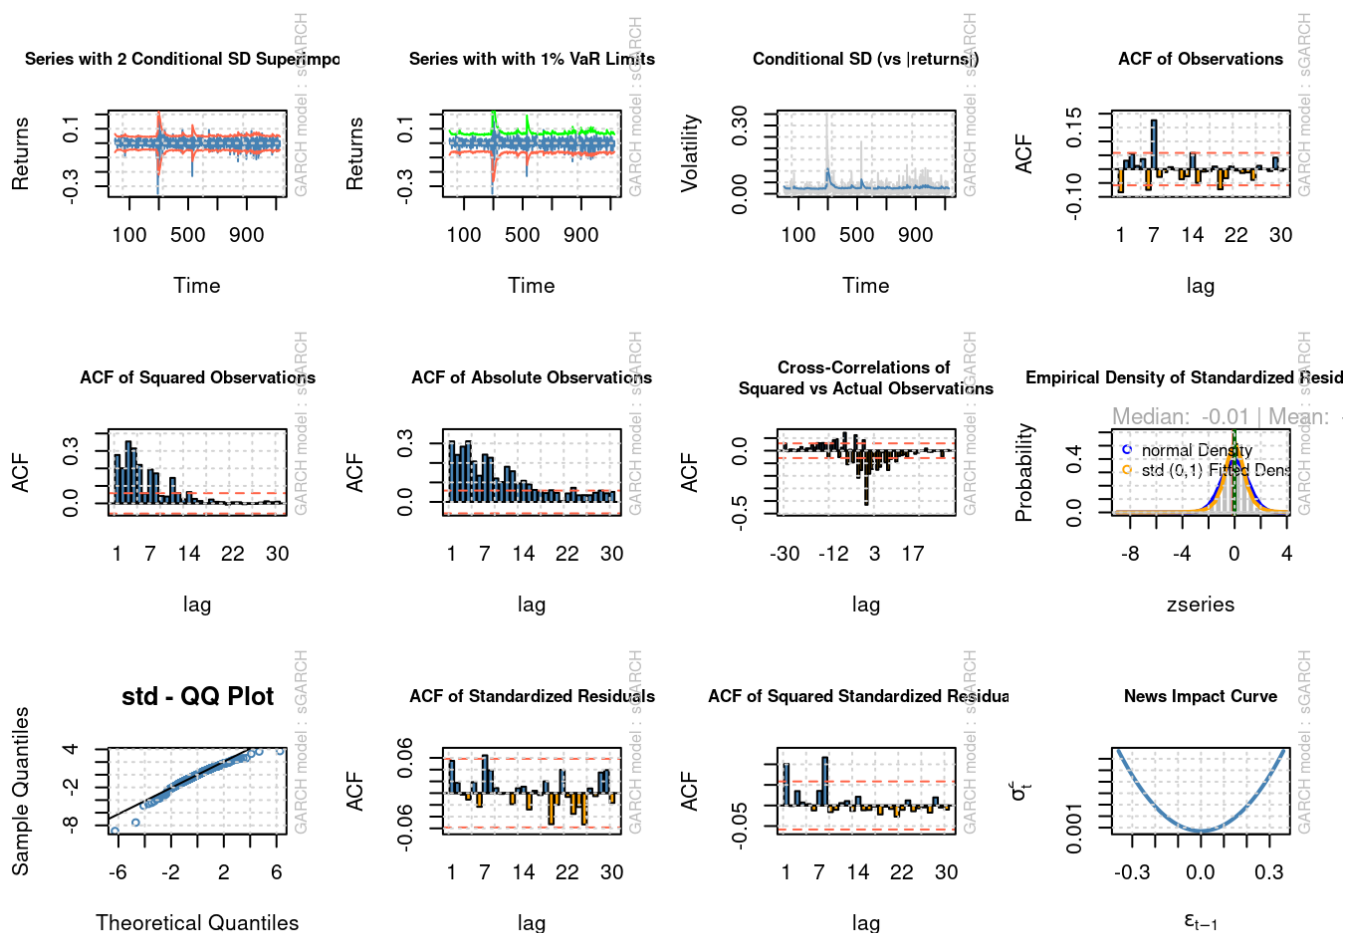 Series with 2 Conditional SD Superimpo
Returns
0.1
-0.3
100 500 900
Time
GARCH model : sGARCH
Series with with 1% VaR Limits
Returns
0.1
-0.3
100 500 900
Time
GARCH model : sGARCH
Conditional SD (vs |returns|)
Volatility
0.30
0.00
100 500 900
Time
GARCH model : sGARCH
ACF of Observations
ACF
0.15
-0.10
1 7 14 22 30
lag
GARCH model : sGARCH
ACF of Squared Observations
ACF
0.3
0.0
1 7 14 22 30
lag
GARCH model : sGARCH
ACF of Absolute Observations
ACF
0.3
0.0
1 7 14 22 30
lag
GARCH model : sGARCH
Cross-Correlations of
Squared vs Actual Observations
ACF
0.0
-0.5
-30 -12 3 17
lag
GARCH model : sGARCH
Empirical Density of Standardized Resid
Median: -0.01 | Mean:
Probability
0.4
0.0
normal Density
std (0,1) Fitted Dens
-8 -4 0 4
zseries
GARCH model : sGARCH
std - QQ Plot
Sample Quantiles
4
-2
-8
-6 -2 2 6
Theoretical Quantiles
GARCH model : sGARCH
ACF of Standardized Residuals
ACF
0.06
-0.06
1 7 14 22 30
lag
GARCH model : sGARCH
ACF of Squared Standardized Residua
ACF
-0.05
1 7 14 22 30
lag
GARCH model : sGARCH
News Impact Curve
0.001
-0.3 0.0 0.3
εt−1
GARCH model : sGARCH